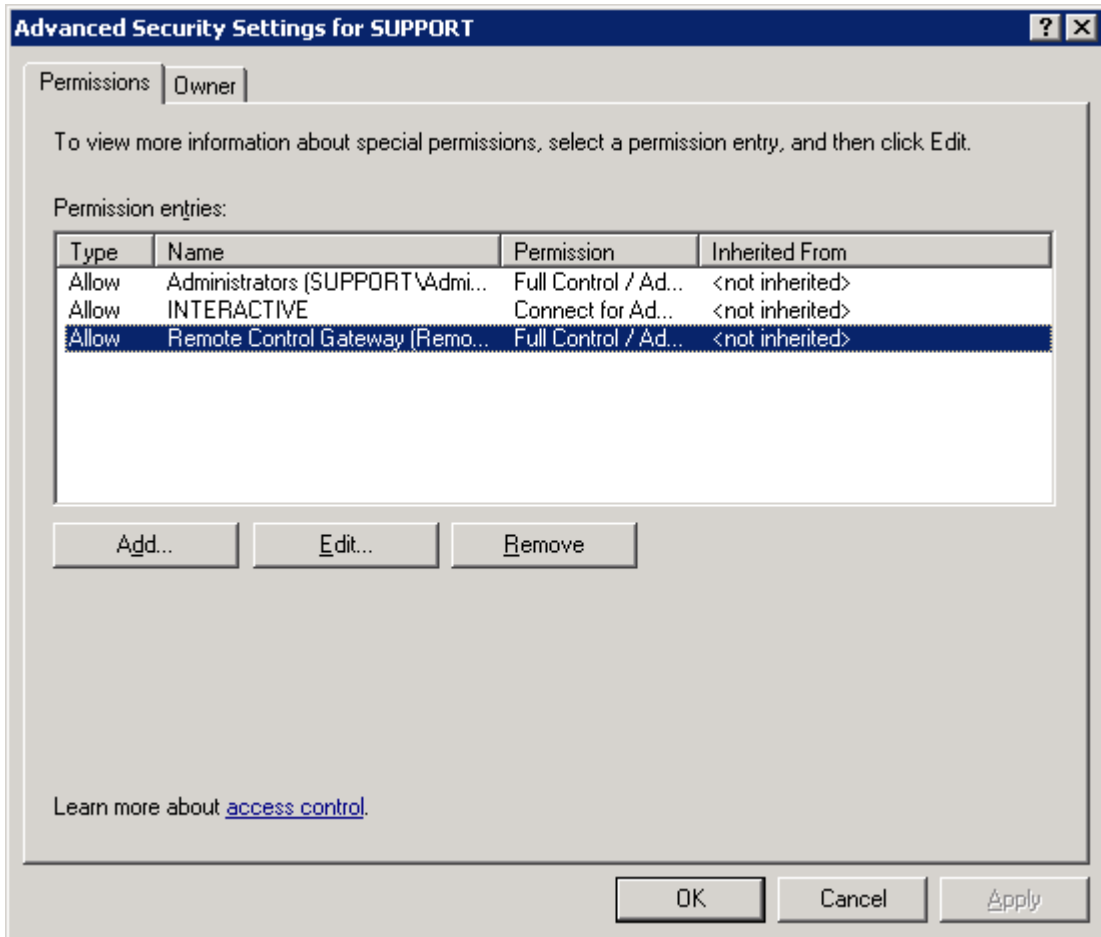 Advanced Security Settings for SUPPORT
Permissions Owner
To view more information about special permissions, select a permission entry, and then click Edit.
Permission entries:
Type Name Permission Inherited From
Allow Administrators (SUPPORT\Admi... Full Control / Ad... <not inherited>
Allow INTERACTIVE Connect for Ad... <not inherited>
Allow Remote Control Gateway (Remo... Full Control / Ad... <not inherited>
Add... Edit... Remove
Learn more about access control.
OK Cancel Apply